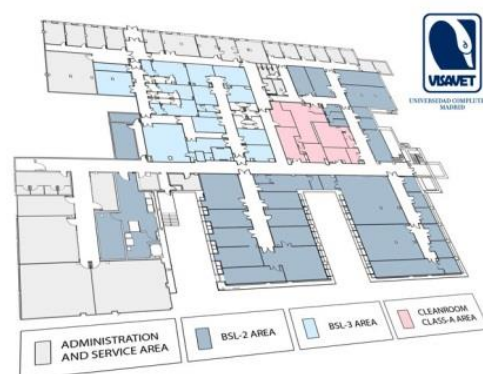 VISAVET
UNIVERSIDAD COMPLUTENSE
MADRID
ADMINISTRATION
AND SERVICE AREA
BSL-2 AREA
BSL-3 AREA
CLEANROOM
CLASS-A AREA